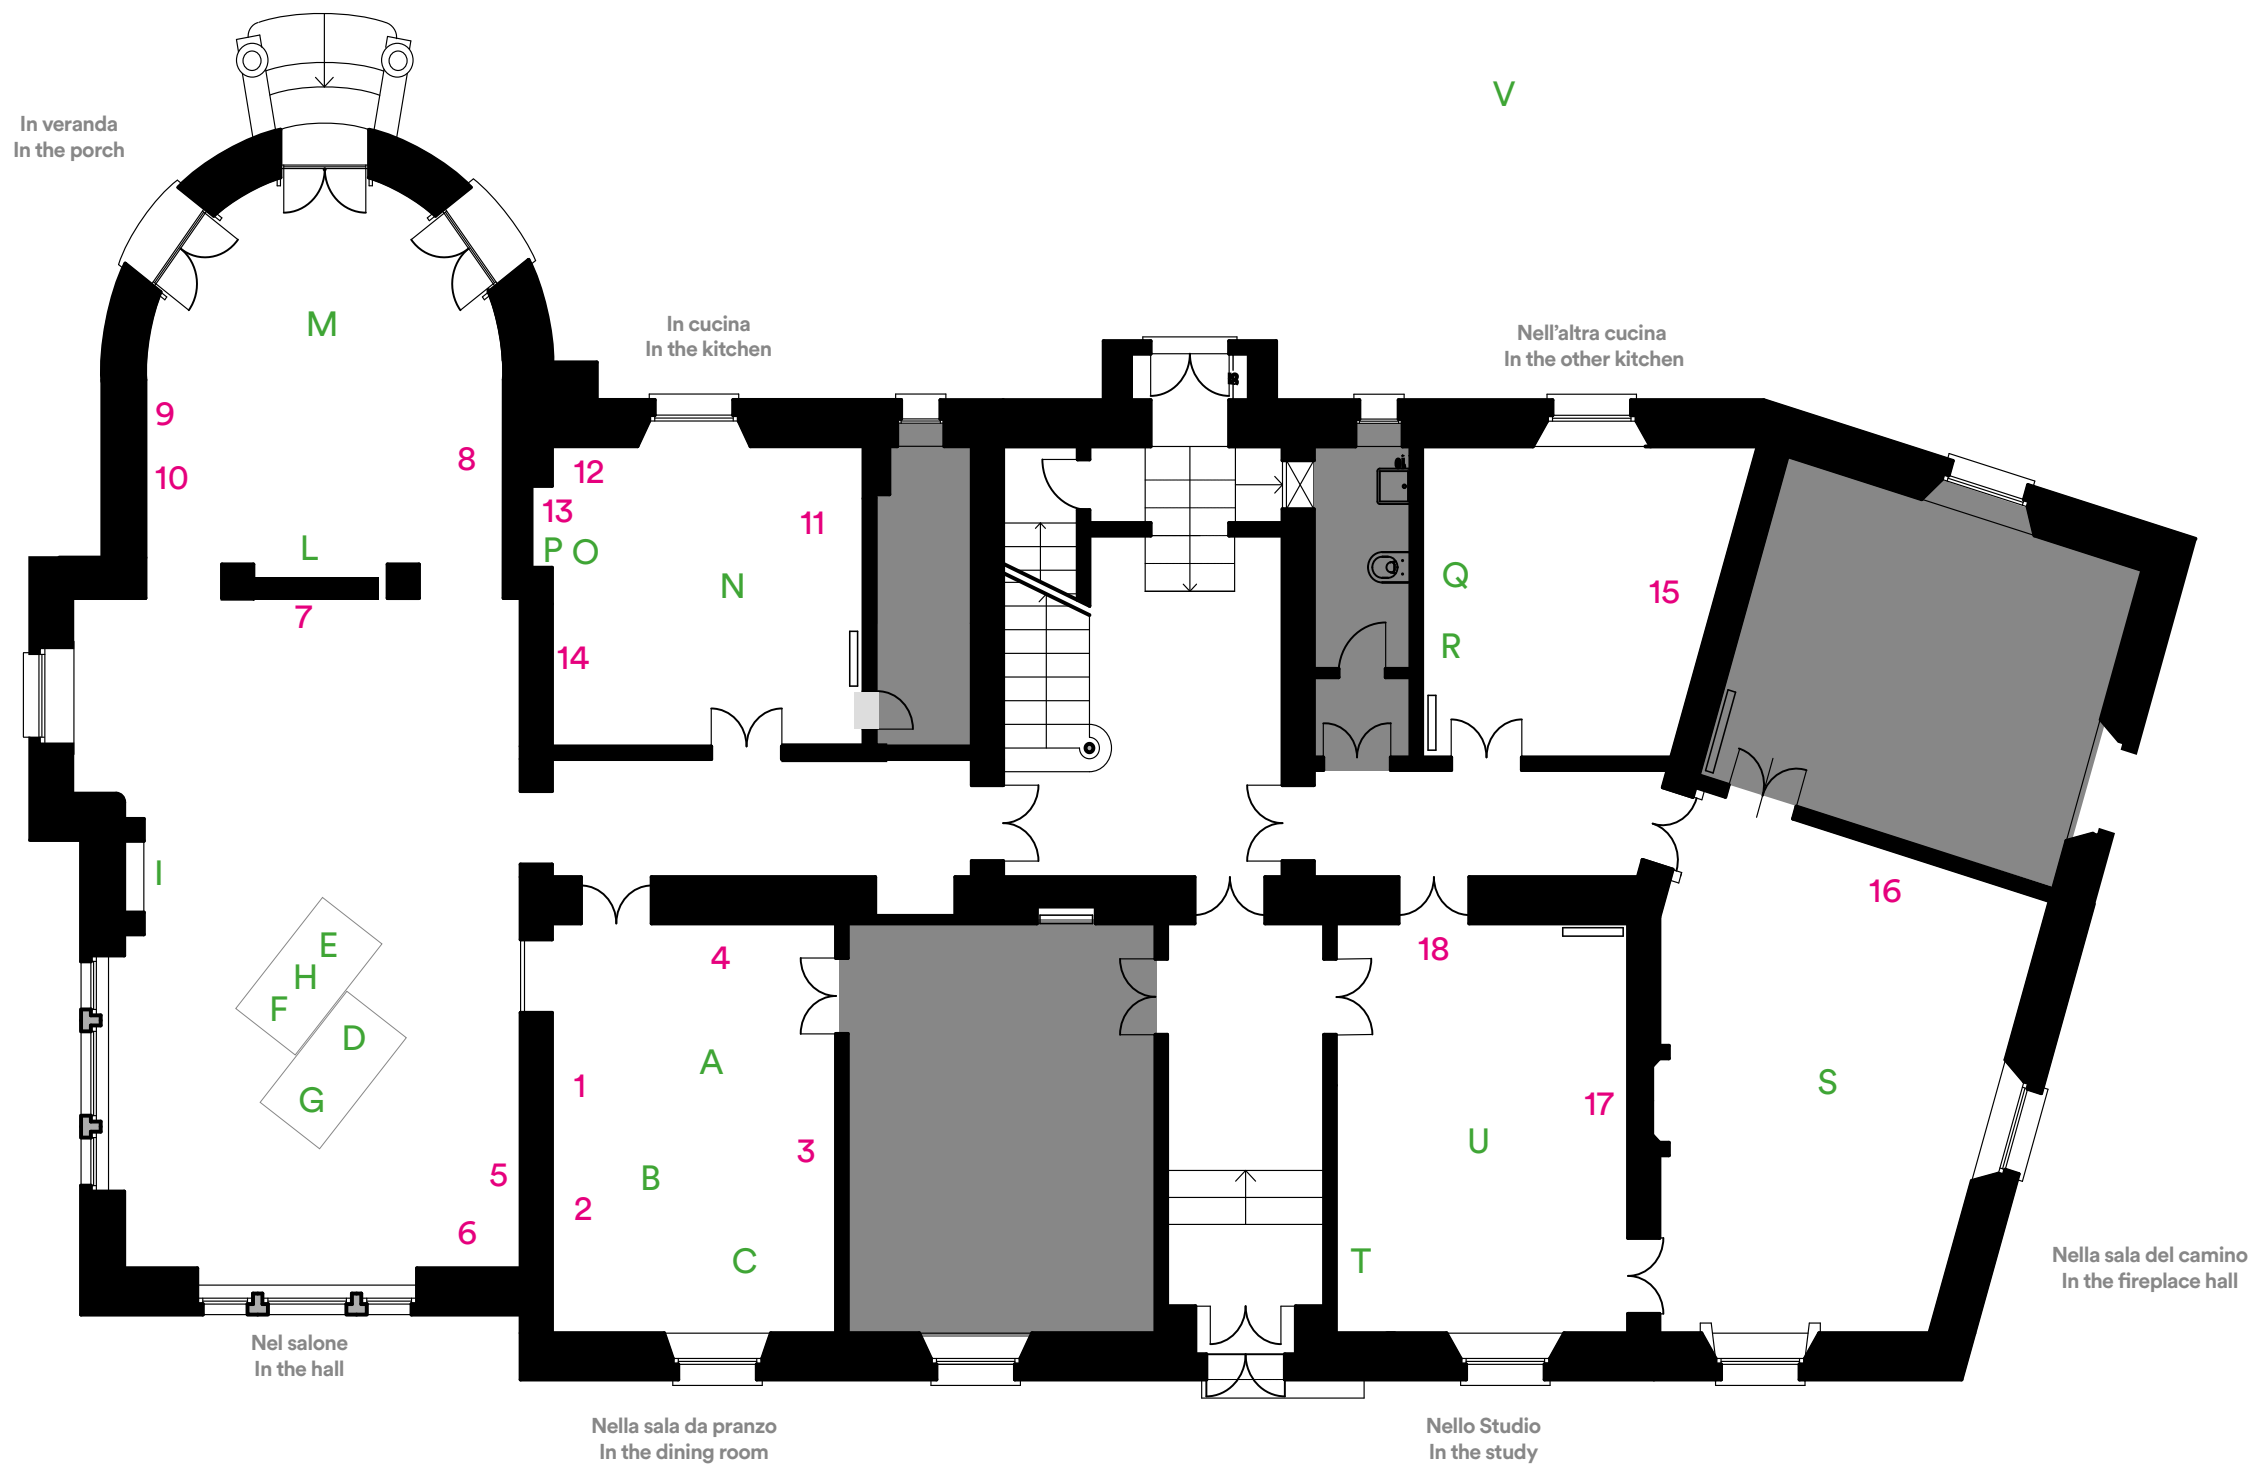 V
In veranda
In the porch
M
In cucina
In the kitchen
Nell'altra cucina
In the other kitchen
9
10
8
12
13
11
L
P O
N
Q
15
7
R
14
I
16
E
H
F
D
G
4
18
A
1
17
S
3
U
5
B
2
6
C
T
Nella sala del camino
In the fireplace hall
Nel salone
In the hall
Nella sala da pranzo
In the dining room
Nello Studio
In the study